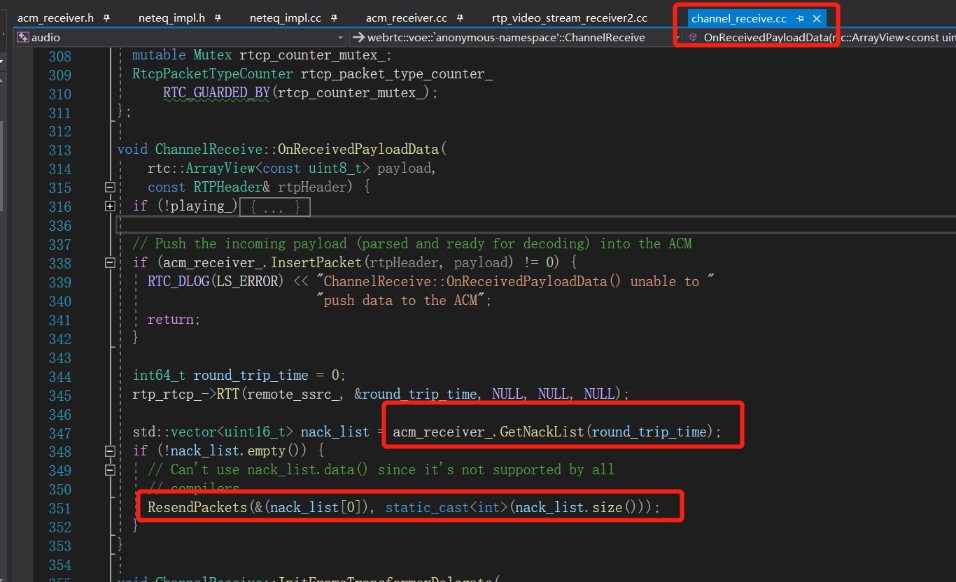 acm_receiver.h neteq_impl.h neteq_impl.cc acm_receiver.cc rtp_video_stream_receiver2.cc channel_receive.cc
audio webrtc::voe::`anonymous-namespace'::ChannelReceive OnReceivedPayloadData(rtc::ArrayView<const uin
308 mutable Mutex rtcp_counter_mutex_;
309 RtcpPacketTypeCounter rtcp_packet_type_counter_
310 RTC_GUARDED_BY(rtcp_counter_mutex_);
311 };
312
313 void ChannelReceive::OnReceivedPayloadData(
314 rtc::ArrayView<const uint8_t> payload,
315 const RTPHeader& rtpHeader) {
316 if (!playing_) { ... }
336
337 // Push the incoming payload (parsed and ready for decoding) into the ACM
338 if (acm_receiver_.InsertPacket(rtpHeader, payload) != 0) {
339 RTC_DLOG(LS_ERROR) << "ChannelReceive::OnReceivedPayloadData() unable to "
340 "push data to the ACM";
341 return;
342 }
343
344 int64_t round_trip_time = 0;
345 rtp_rtcp_->RTT(remote_ssrc_, &round_trip_time, NULL, NULL, NULL);
346
347 std::vector<uint16_t> nack_list = acm_receiver_.GetNackList(round_trip_time);
348 if (!nack_list.empty()) {
349 // Can't use nack_list.data() since it's not supported by all
350 // compilers
351 ResendPackets(&(nack_list[0]), static_cast<int>(nack_list.size()));
352 }
353 }
354
355 void ChannelReceive::InitFrameTransformerDelegate(